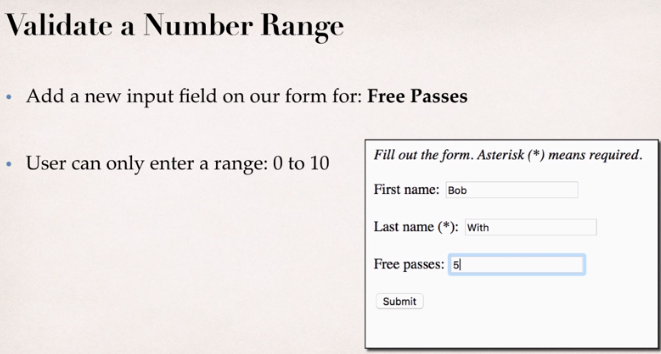 Validate a Number Range
• Add a new input field on our form for: Free Passes
• User can only enter a range: 0 to 10
Fill out the form. Asterisk (*) means required.
First name: Bob
Last name (*): With
Free passes: 5
Submit